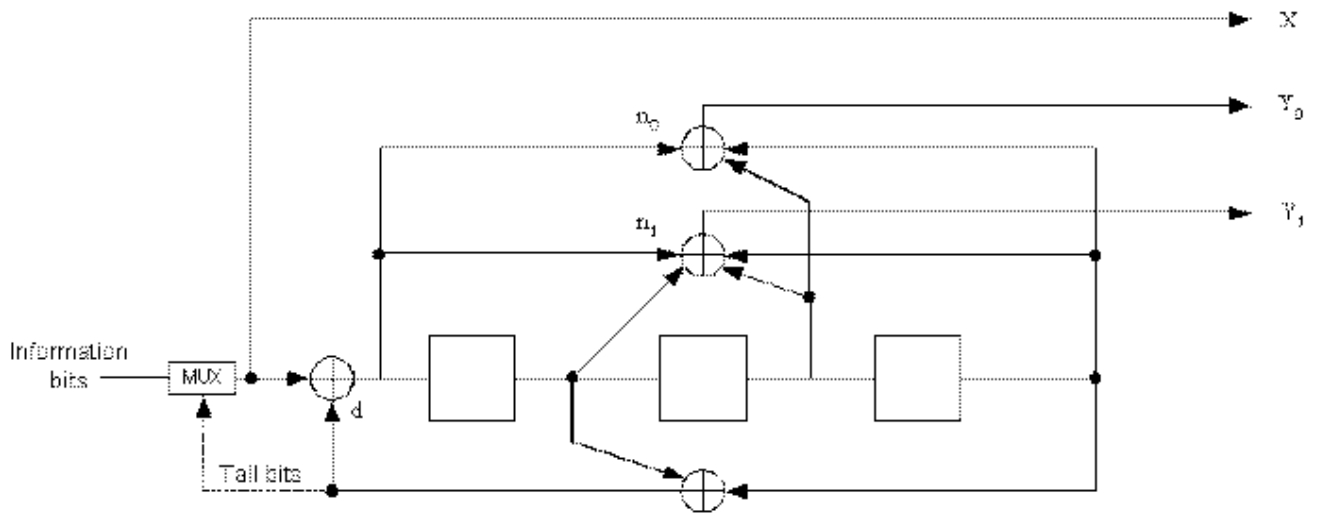 X
Y₀
n₀
Y₁
n₁
Information
bits
MUX
d
Tail bits